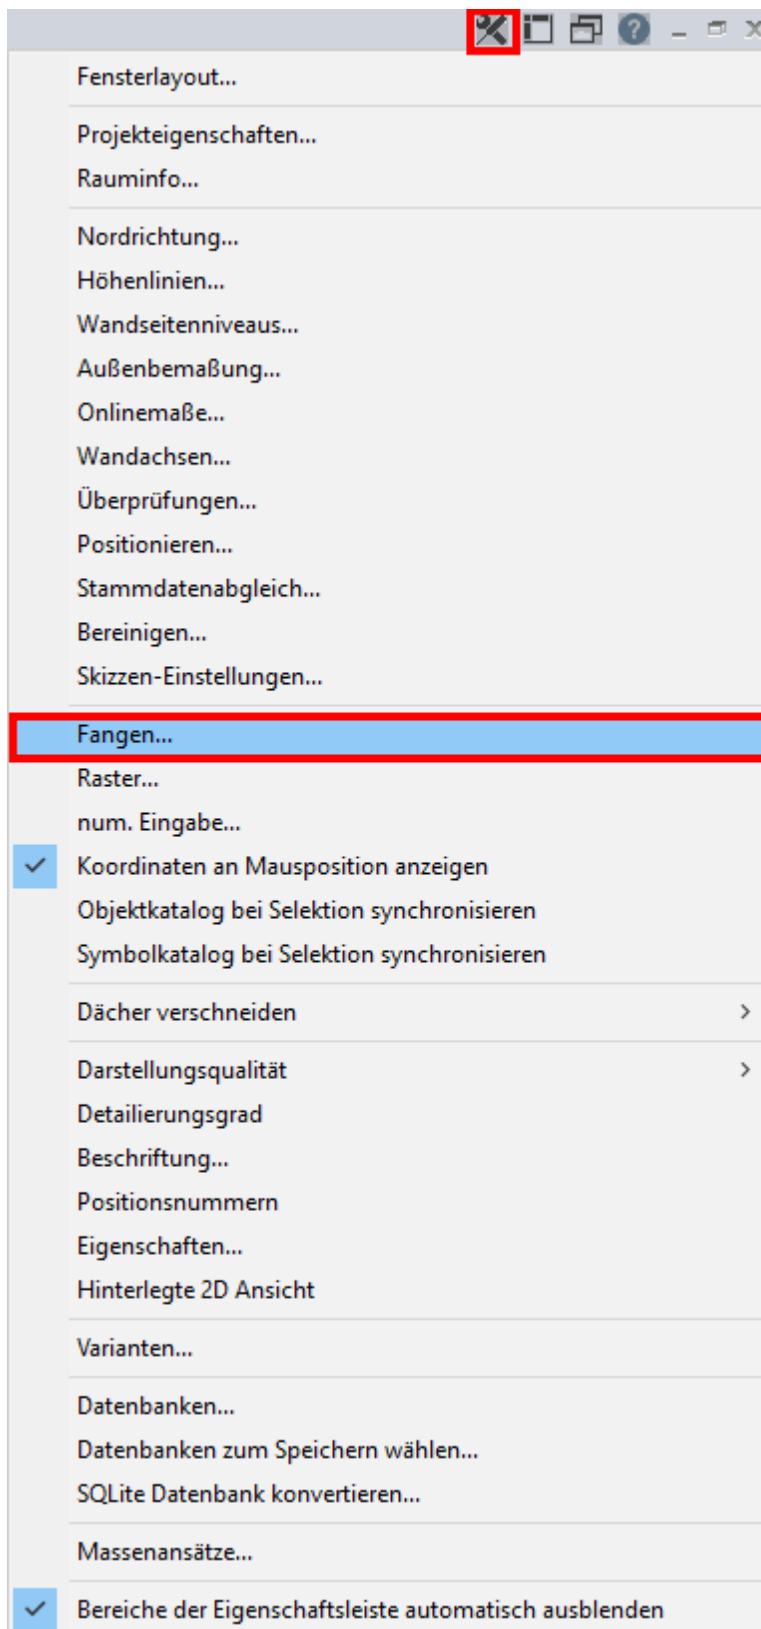 Fensterlayout...
Projekteigenschaften...
Rauminfo...
Nordrichtung...
Höhenlinien...
Wandseitenniveaus...
Außenbemaßung...
Onlinemaße...
Wandachsen...
Überprüfungen...
Positionieren...
Stammdatenabgleich...
Bereinigen...
Skizzen-Einstellungen...
Fangen...
Raster...
num. Eingabe...
Koordinaten an Mausposition anzeigen
Objektkatalog bei Selektion synchronisieren
Symbolkatalog bei Selektion synchronisieren
Dächer verschneiden
Darstellungsqualität
Detailierungsgrad
Beschriftung...
Positionsnummern
Eigenschaften...
Hinterlegte 2D Ansicht
Varianten...
Datenbanken...
Datenbanken zum Speichern wählen...
SQLite Datenbank konvertieren...
Massenansätze...
Bereiche der Eigenschaftsleiste automatisch ausblenden